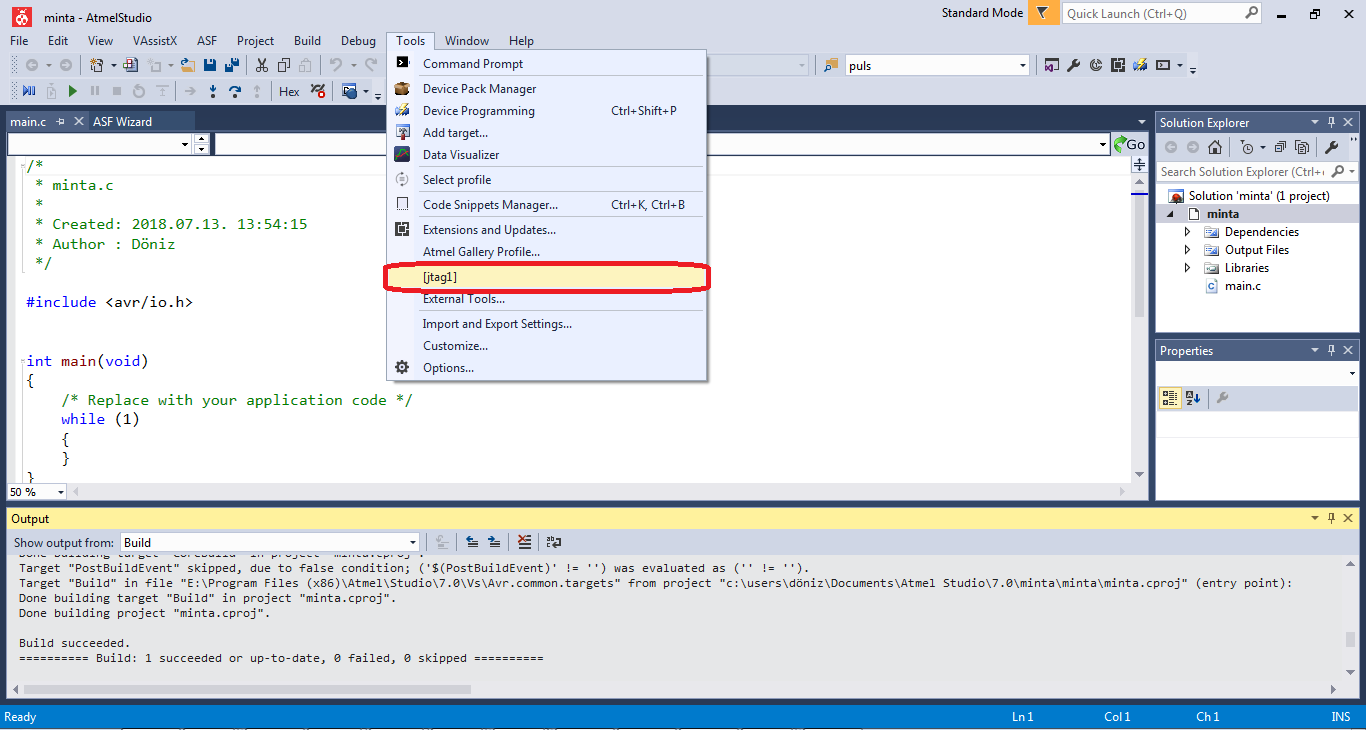 minta - AtmelStudio
Standard Mode
Quick Launch (Ctrl+Q)
File Edit View VAssistX ASF Project Build Debug Tools Window Help
puls
Hex
Command Prompt
Device Pack Manager
Device Programming Ctrl+Shift+P
Add target...
Data Visualizer
Select profile
Code Snippets Manager... Ctrl+K, Ctrl+B
Extensions and Updates...
Atmel Gallery Profile...
[jtag1]
External Tools...
Import and Export Settings...
Customize...
Options...
main.c ASF Wizard
Go
/*
* minta.c
*
* Created: 2018.07.13. 13:54:15
* Author : Döniz
*/
#include <avr/io.h>
int main(void)
{
/* Replace with your application code */
while (1)
{
}
}
50 %
Solution Explorer
Search Solution Explorer (Ctrl+
Solution 'minta' (1 project)
minta
Dependencies
Output Files
Libraries
main.c
Properties
Output
Show output from: Build
Done building target "CoreBuild" in project "minta.cproj".
Target "PostBuildEvent" skipped, due to false condition; ('$(PostBuildEvent)' != '') was evaluated as ('' != '').
Target "Build" in file "E:\Program Files (x86)\Atmel\Studio\7.0\Vs\Avr.common.targets" from project "c:\users\döniz\Documents\Atmel Studio\7.0\minta\minta\minta.cproj" (entry point):
Done building target "Build" in project "minta.cproj".
Done building project "minta.cproj".
Build succeeded.
========== Build: 1 succeeded or up-to-date, 0 failed, 0 skipped ==========
Ready Ln 1 Col 1 Ch 1 INS